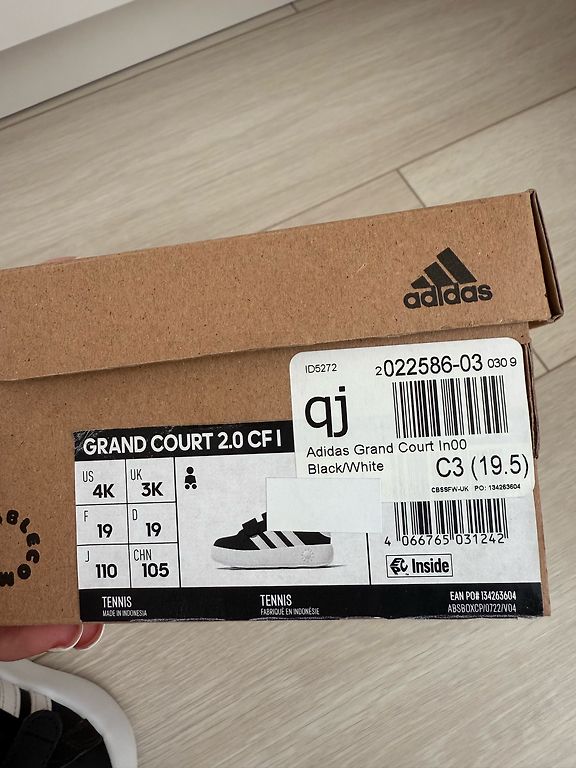 adidas
ID5272
2 022586-03 030 9
qj
Adidas Grand Court In00
Black/White
C3 (19.5)
CBSSFW-UK PO: 134263604
GRAND COURT 2.0 CF I
US
4K
UK
3K
F
19
D
19
J
110
CHN
105
4 066765 031242
Inside
TENNIS
MADE IN INDONESIA
TENNIS
FABRIQUÉ EN INDONÉSIE
EAN PO# 134263604
ABSBOXCP/0722/V04